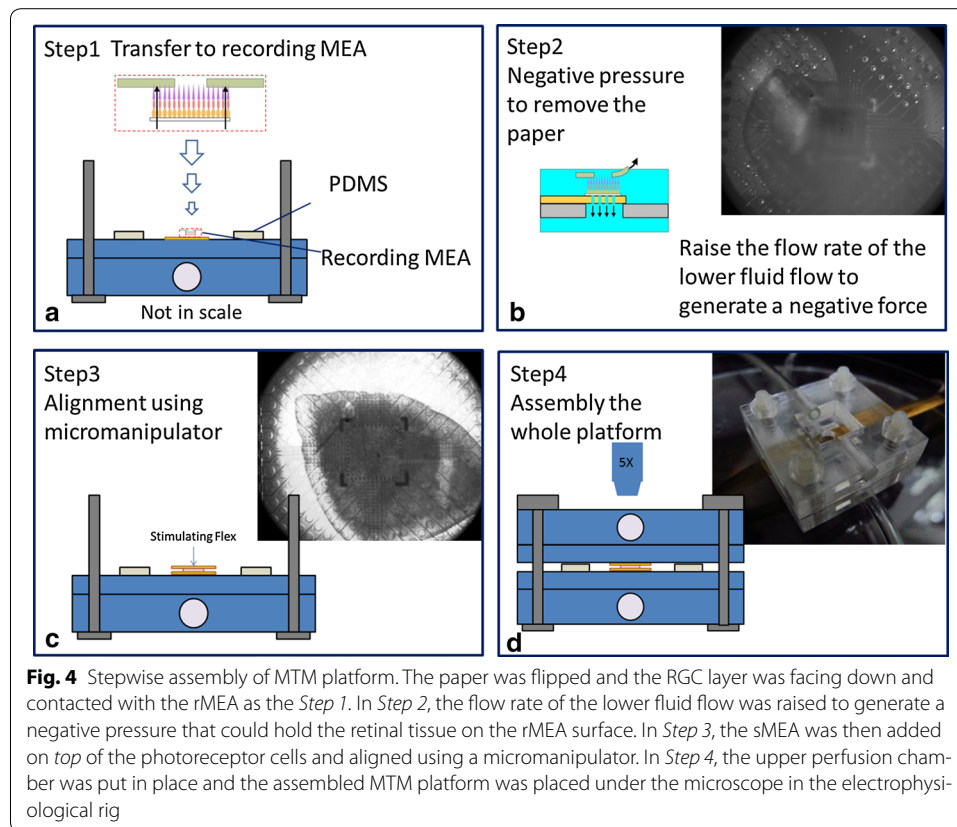 Step1 Transfer to recording MEA
PDMS
Recording MEA
Not in scale
a
Step2
Negative pressure
to remove the
paper
Raise the flow rate of the
lower fluid flow to
generate a negative force
b
Step3
Alignment using
micromanipulator
Stimulating Flex
c
Step4
Assembly the
whole platform
5X
d
Fig. 4 Stepwise assembly of MTM platform. The paper was flipped and the RGC layer was facing down and
contacted with the rMEA as the Step 1. In Step 2, the flow rate of the lower fluid flow was raised to generate a
negative pressure that could hold the retinal tissue on the rMEA surface. In Step 3, the sMEA was then added
on top of the photoreceptor cells and aligned using a micromanipulator. In Step 4, the upper perfusion cham-
ber was put in place and the assembled MTM platform was placed under the microscope in the electrophysi-
ological rig